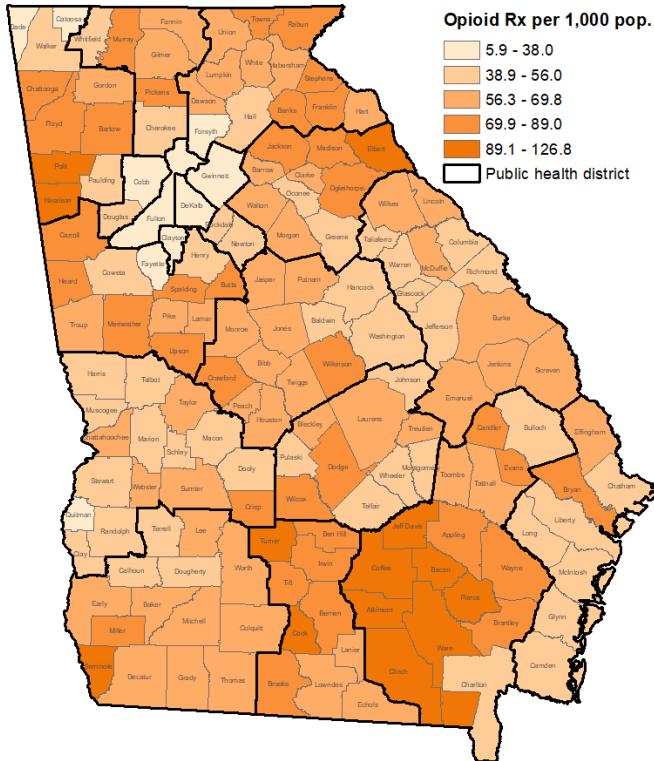 Opioid Rx per 1,000 pop.
5.9 - 38.0
38.9 - 56.0
56.3 - 69.8
69.9 - 89.0
89.1 - 126.8
Public health district
Dade Catoosa Fannin Towns Rabun
Walker Whitfield Murray Union
Gilmer White Habersham
Chattooga Gordon Pickens Lumpkin Stephens
Dawson Banks Franklin Hart
Floyd Bartow Cherokee Forsyth Hall
Jackson Madison Elbert
Polk Paulding Cobb Gwinnett Barrow Clarke
Haralson Oconee Oglethorpe
Douglas Fulton DeKalb Walton Wilkes Lincoln
Carroll Clayton Rockdale Newton Morgan Greene Taliaferro Columbia
Fayette Henry McDuffie
Heard Coweta Warren Richmond
Spalding Butts Jasper Putnam Hancock Glascock
Troup Meriwether Pike Lamar Monroe Jones Baldwin Washington Jefferson Burke
Upson Bibb Wilkinson
Harris Talbot Crawford Twiggs Johnson Jenkins Screven
Muscogee Taylor Peach Houston Laurens Emanuel
Chattahoochee Marion Macon Bleckley Treutlen Candler Bulloch Effingham
Schley Pulaski Montgomery
Stewart Webster Sumter Dooly Dodge Wheeler Toombs Tattnall Evans Bryan Chatham
Quitman Crisp Wilcox Telfair
Randolph Terrell Lee Turner Ben Hill Jeff Davis Appling Long Liberty
Clay Calhoun Dougherty Worth Irwin Coffee Bacon Wayne McIntosh
Early Baker Tift Pierce
Miller Mitchell Colquitt Berrien Atkinson Brantley Glynn
Cook Ware
Seminole Decatur Grady Thomas Lanier Clinch Charlton Camden
Brooks Lowndes Echols